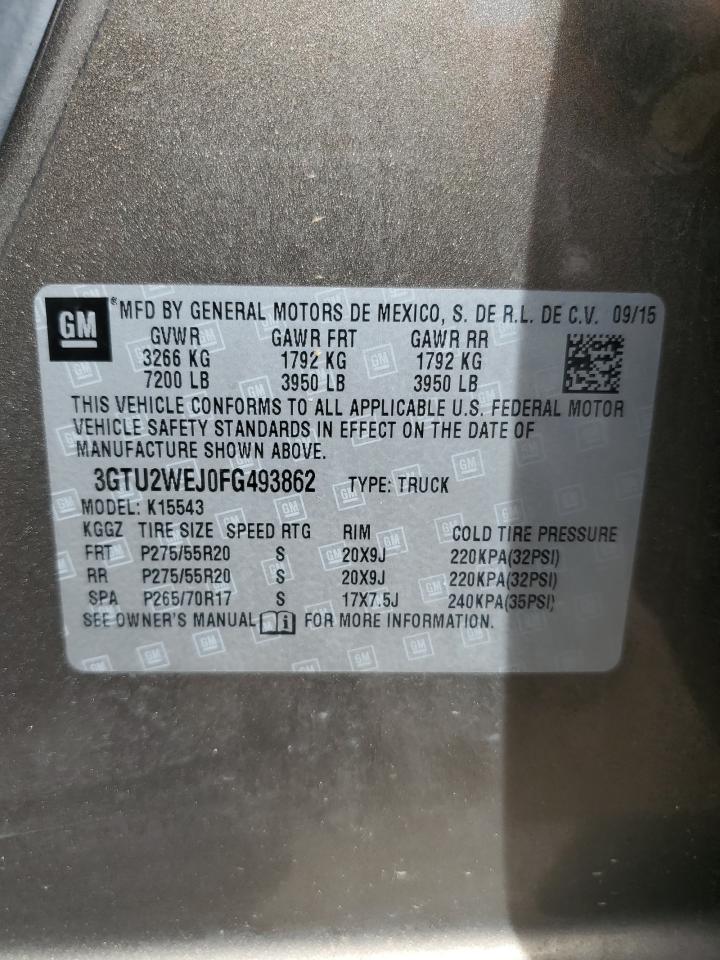 GM ® MFD BY GENERAL MOTORS DE MEXICO, S. DE R.L. DE C.V. 09/15
GVWR GAWR FRT GAWR RR
3266 KG 1792 KG 1792 KG
7200 LB 3950 LB 3950 LB
THIS VEHICLE CONFORMS TO ALL APPLICABLE U.S. FEDERAL MOTOR
VEHICLE SAFETY STANDARDS IN EFFECT ON THE DATE OF
MANUFACTURE SHOWN ABOVE.
3GTU2WEJ0FG493862 TYPE: TRUCK
MODEL: K15543
KGGZ TIRE SIZE SPEED RTG RIM COLD TIRE PRESSURE
FRT P275/55R20 S 20X9J 220KPA(32PSI)
RR P275/55R20 S 20X9J 220KPA(32PSI)
SPA P265/70R17 S 17X7.5J 240KPA(35PSI)
SEE OWNER'S MANUAL i FOR MORE INFORMATION.